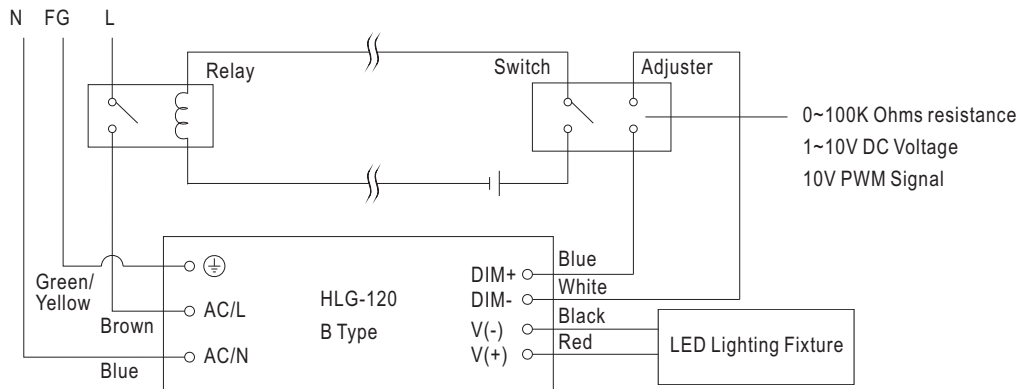 N FG L
Relay
Switch
Adjuster
0~100K Ohms resistance
1~10V DC Voltage
10V PWM Signal
Green/
Yellow
Brown
Blue
AC/L
AC/N
HLG-120
B Type
DIM+
DIM-
V(-)
V(+)
Blue
White
Black
Red
LED Lighting Fixture